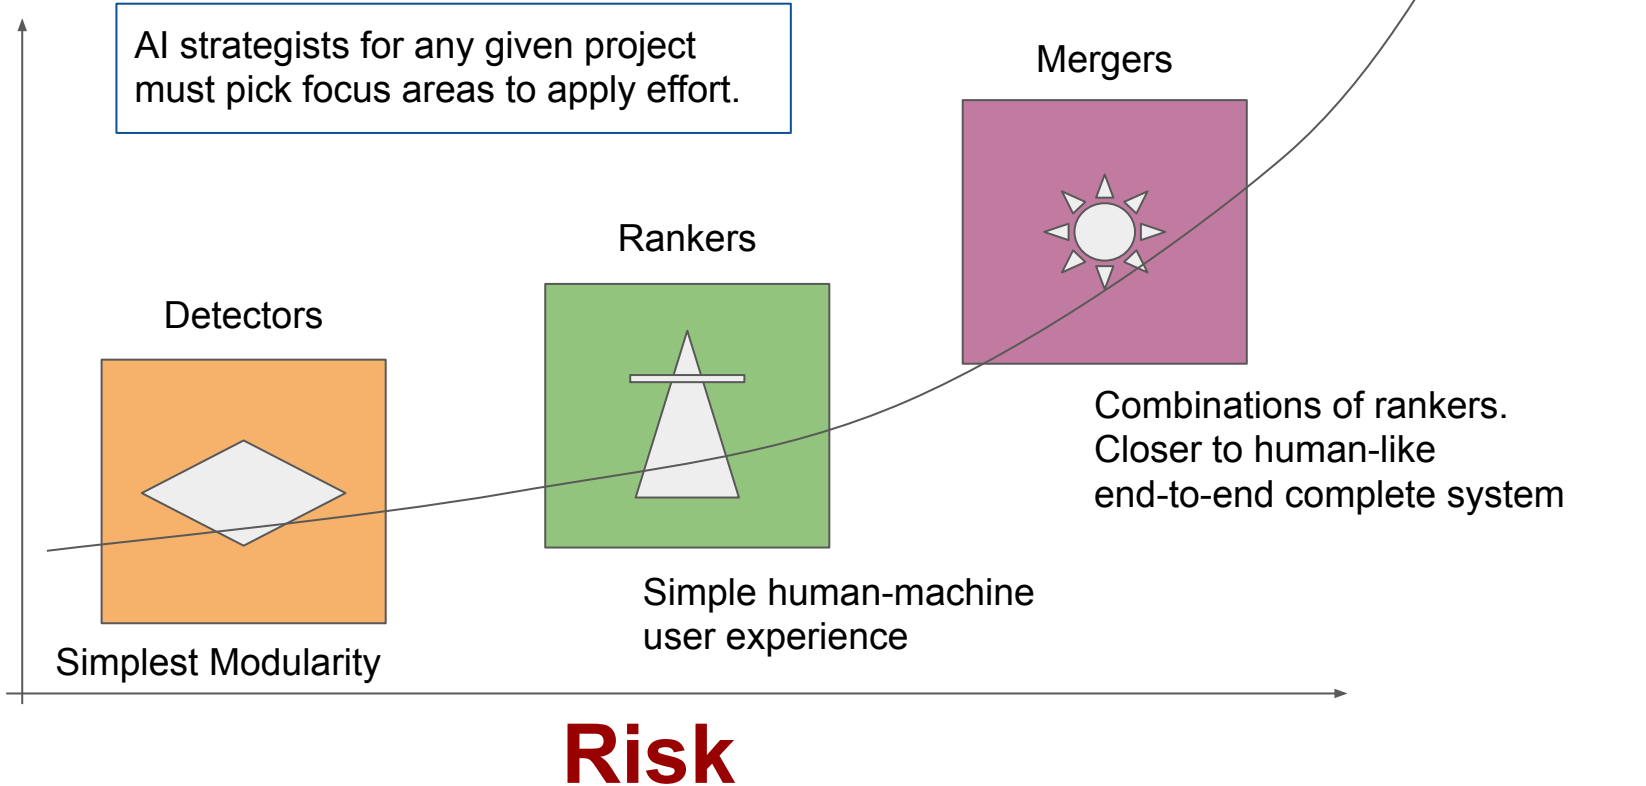 AI strategists for any given project
must pick focus areas to apply effort.
Mergers
Rankers
Detectors
Combinations of rankers.
Closer to human-like
end-to-end complete system
Simple human-machine
user experience
Simplest Modularity
Risk